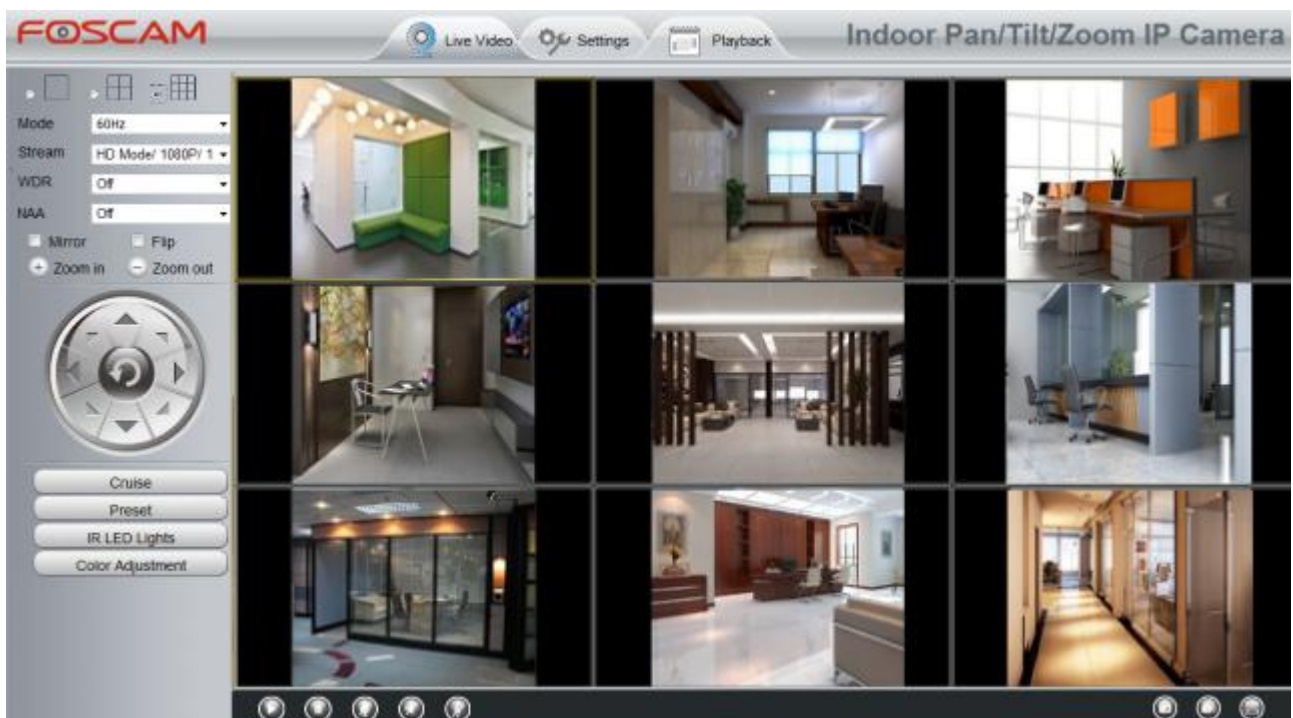 FOSCAM
Live Video
Settings
Playback
Indoor Pan/Tilt/Zoom IP Camera
Mode 60Hz
Stream HD Mode/ 1080P/ 1
WDR Off
NAA Off
Mirror Flip
Zoom in Zoom out
Cruise
Preset
IR LED Lights
Color Adjustment